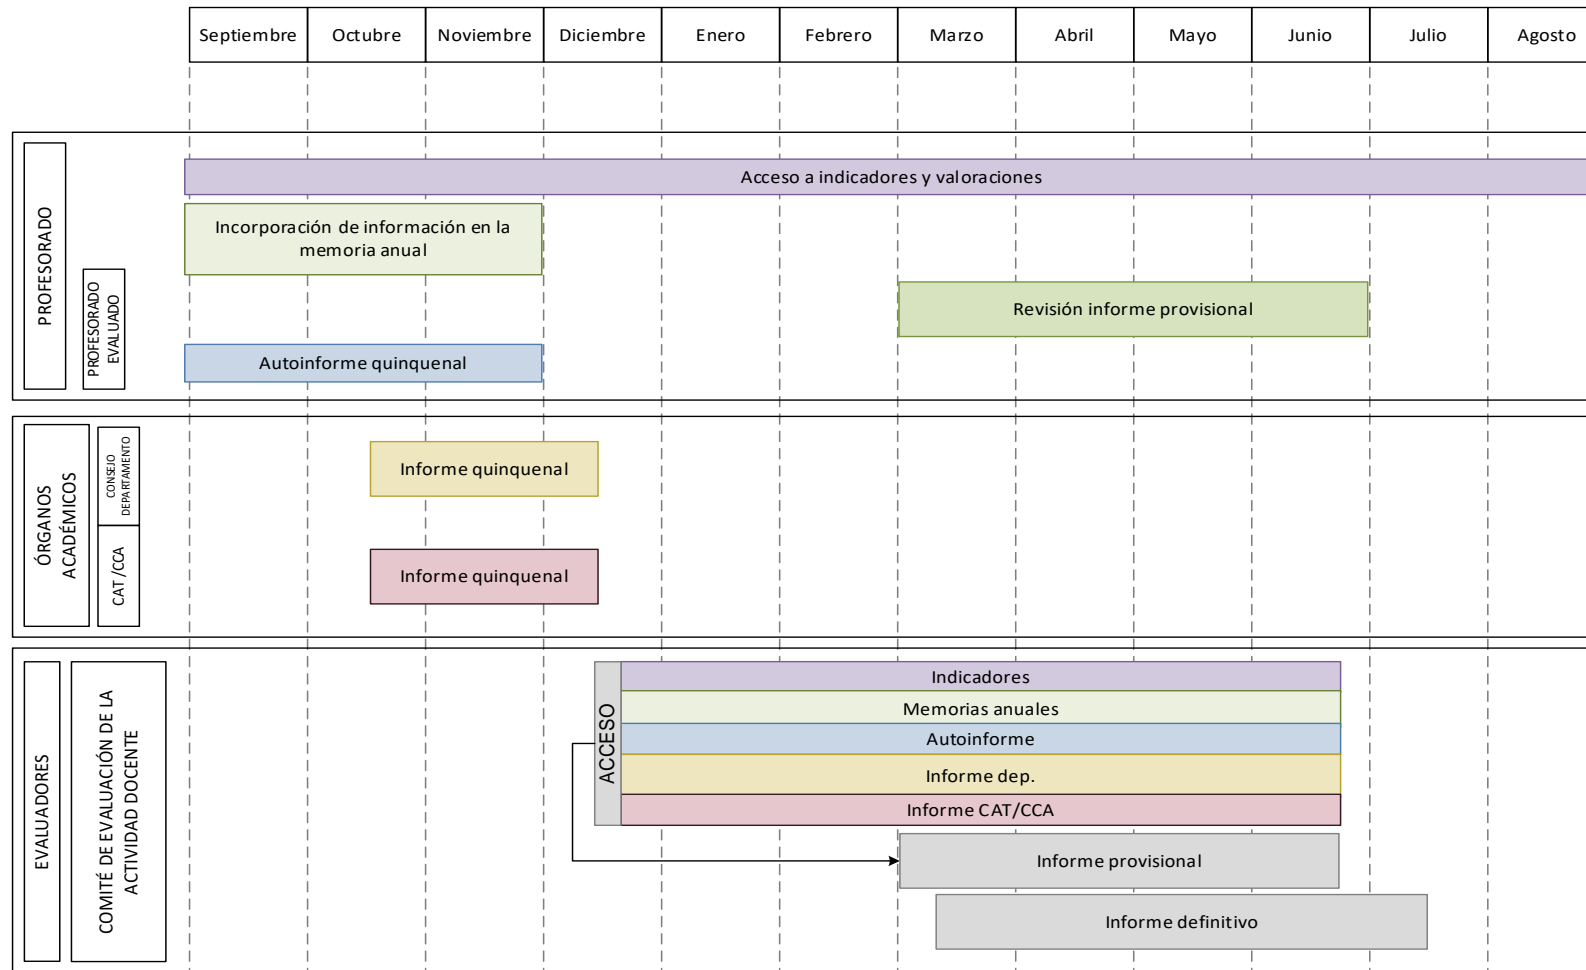 Septiembre
Octubre
Noviembre
Diciembre
Enero
Febrero
Marzo
Abril
Mayo
Junio
Julio
Agosto
PROFESORADO
Acceso a indicadores y valoraciones
Incorporación de información en la
memoria anual
PROFESORADO
EVALUADO
Revisión informe provisional
Autoinforme quinquenal
ÓRGANOS
ACADÉMICOS
CONSEJO
DEPARTAMENTO
Informe quinquenal
CAT /CCA
Informe quinquenal
EVALUADORES
COMITÉ DE EVALUACIÓN DE LA
ACTIVIDAD DOCENTE
ACCESO
Indicadores
Memorias anuales
Autoinforme
Informe dep.
Informe CAT/CCA
Informe provisional
Informe definitivo